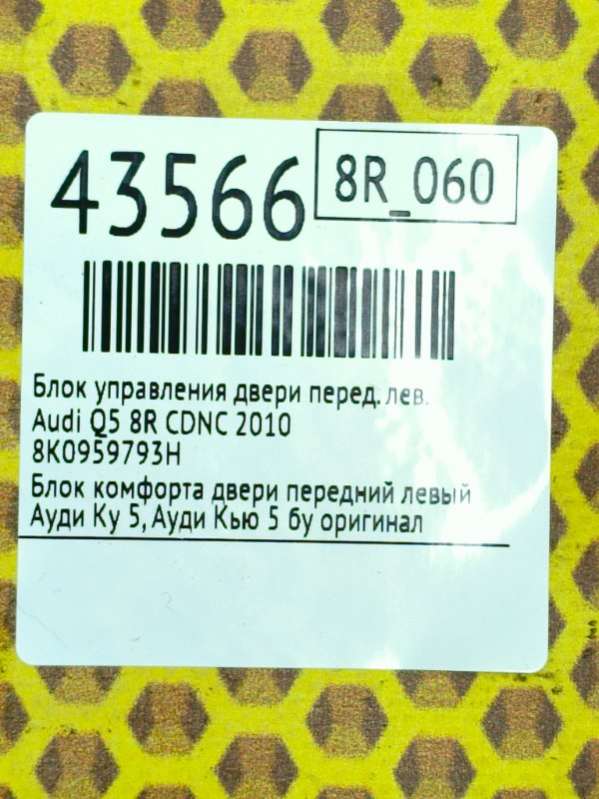 43566
8R_060
Блок управления двери перед. лев.
Audi Q5 8R CDNC 2010
8K0959793H
Блок комфорта двери передний левый
Ауди Ку 5, Ауди Кью 5 бу оригинал